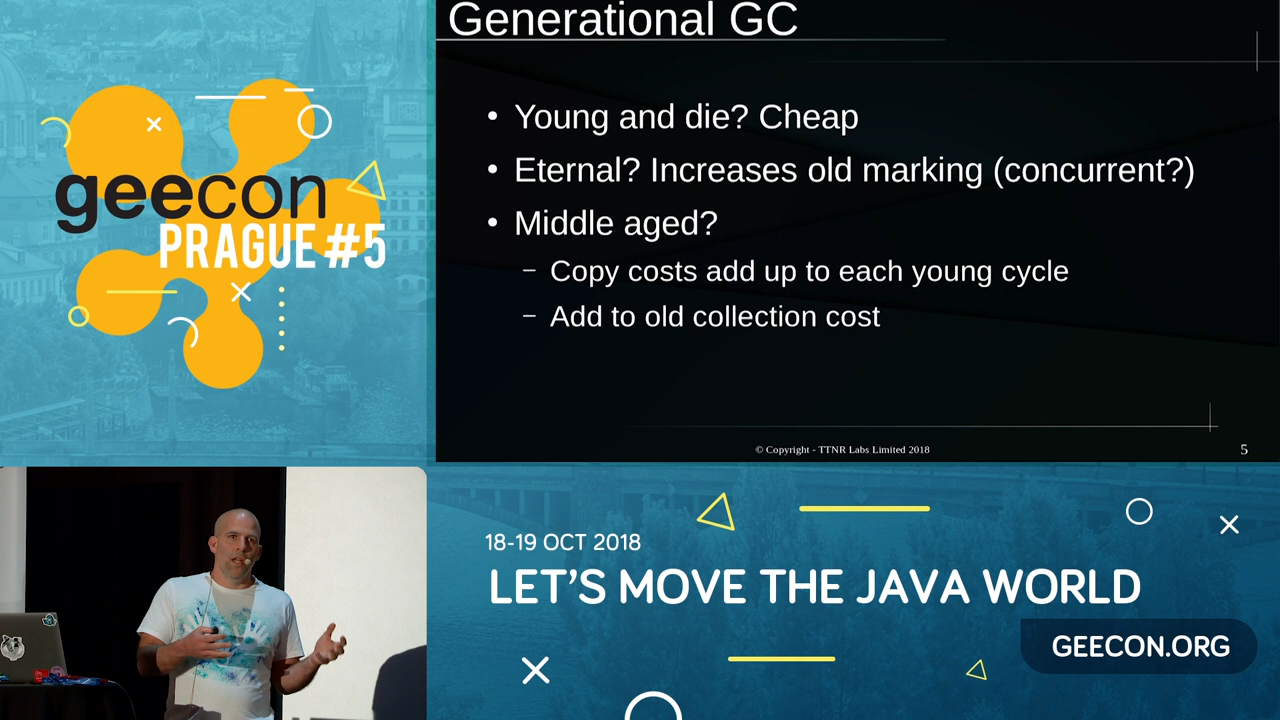 Generational GC
geecon
PRAGUE #5
• Young and die? Cheap
• Eternal? Increases old marking (concurrent?)
• Middle aged?
– Copy costs add up to each young cycle
– Add to old collection cost
© Copyright - TTNR Labs Limited 2018
5
18-19 OCT 2018
LET'S MOVE THE JAVA WORLD
GEECON.ORG